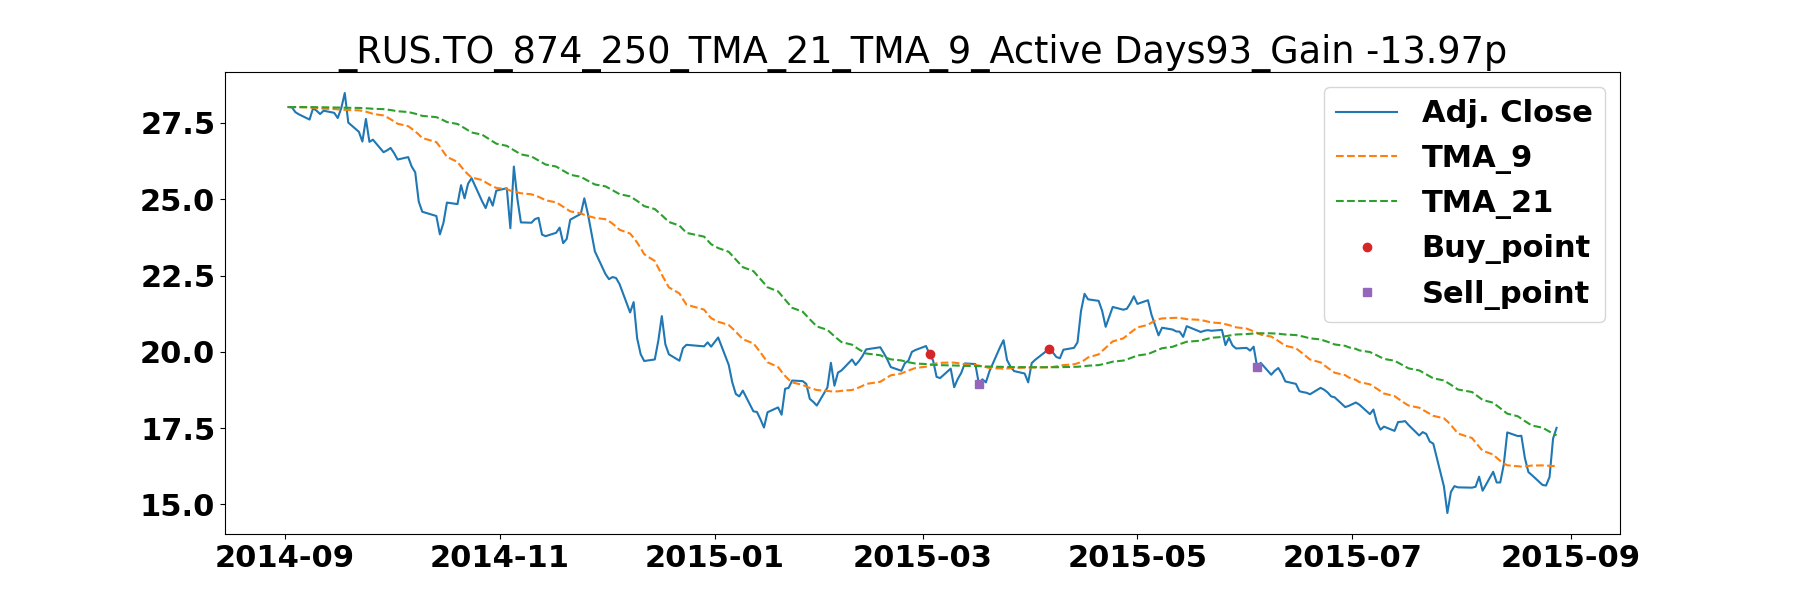 _RUS.TO_874_250_TMA_21_TMA_9_Active Days93_Gain -13.97p
27.5
25.0
22.5
20.0
17.5
15.0
Adj. Close
TMA_9
TMA_21
Buy_point
Sell_point
2014-09 2014-11 2015-01 2015-03 2015-05 2015-07 2015-09